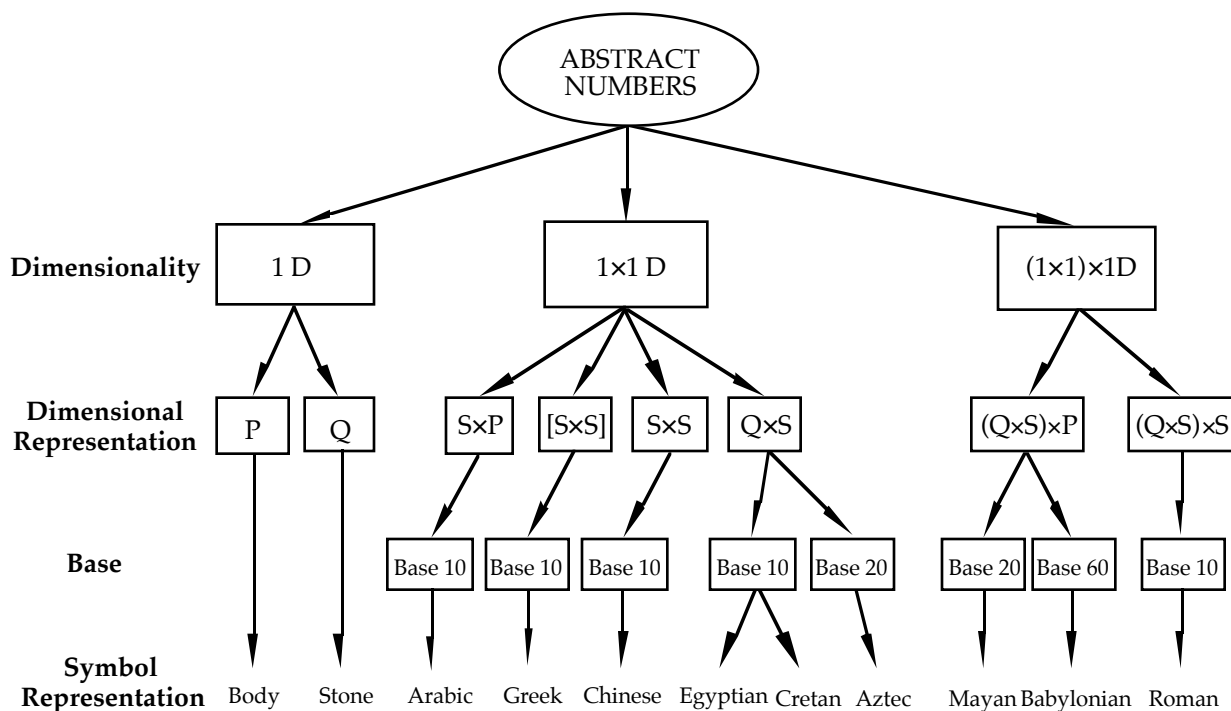 ABSTRACT
NUMBERS
Dimensionality
1 D
1×1 D
(1×1)×1D
Dimensional
Representation
P
Q
S×P
[S×S]
S×S
Q×S
(Q×S)×P
(Q×S)×S
Base
Base 10
Base 10
Base 10
Base 10
Base 20
Base 20
Base 60
Base 10
Symbol
Representation
Body
Stone
Arabic
Greek
Chinese
Egyptian
Cretan
Aztec
Mayan
Babylonian
Roman